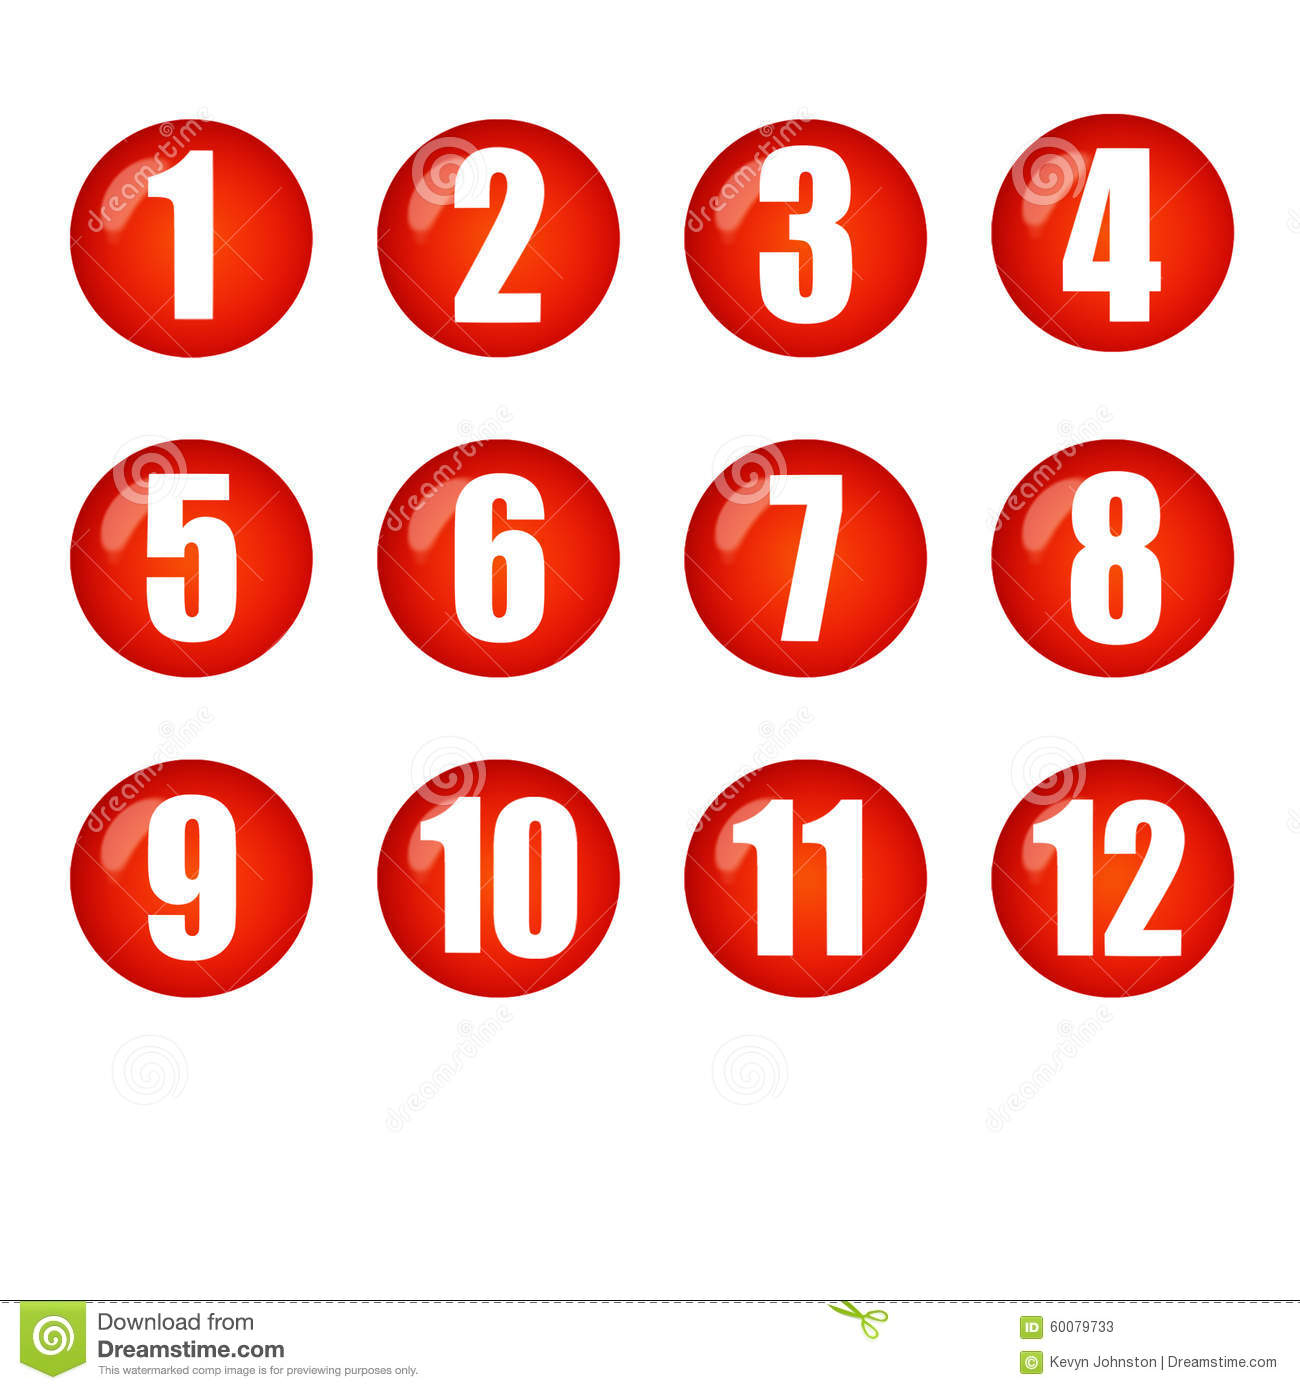 1 2 3 4
5 6 7 8
9 10 11 12
dreamstime
Download from
Dreamstime.com
This watermarked comp image is for previewing purposes only.
ID 60079733
© Kevyn Johnston | Dreamstime.com